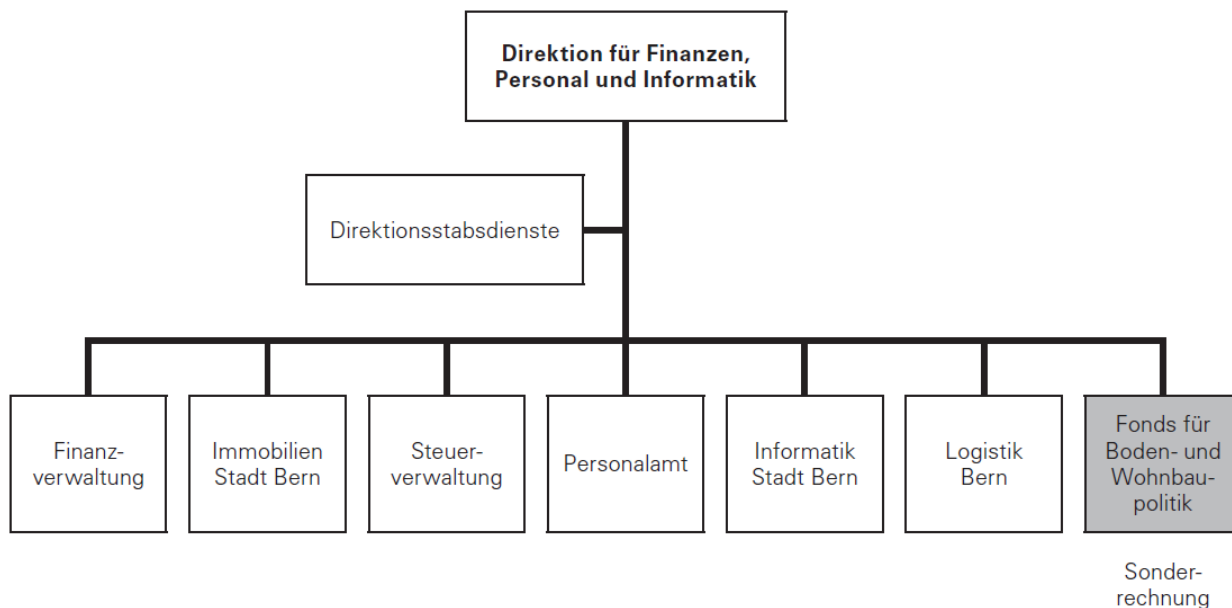 Direktion für Finanzen,
Personal und Informatik
Direktionsstabsdienste
Finanz-
verwaltung
Immobilien
Stadt Bern
Steuer-
verwaltung
Personalamt
Informatik
Stadt Bern
Logistik
Bern
Fonds für
Boden- und
Wohnbau-
politik
Sonder-
rechnung